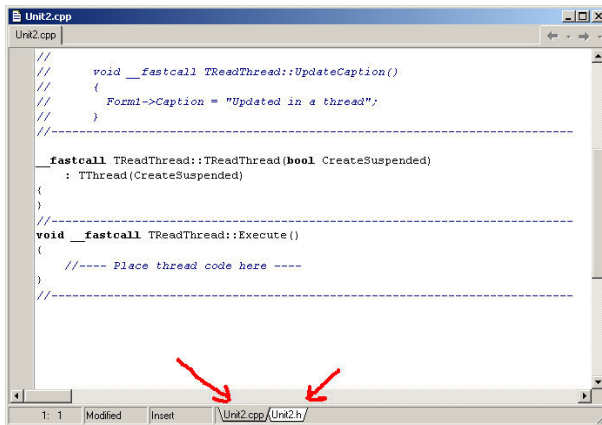 Unit2.cpp
Unit2.cpp
//
//      void __fastcall TReadThread::UpdateCaption()
//      {
//        Form1->Caption = "Updated in a thread";
//      }
//---------------------------------------------------------------------------
__fastcall TReadThread::TReadThread(bool CreateSuspended)
    : TThread(CreateSuspended)
{
}
//---------------------------------------------------------------------------
void __fastcall TReadThread::Execute()
{
    //---- Place thread code here ----
}
//---------------------------------------------------------------------------
1: 1 Modified Insert Unit2.cpp Unit2.h